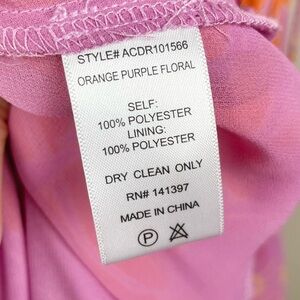 STYLE# ACDR101566
ORANGE PURPLE FLORAL
SELF:
100% POLYESTER
LINING:
100% POLYESTER
DRY CLEAN ONLY
RN# 141397
MADE IN CHINA
P